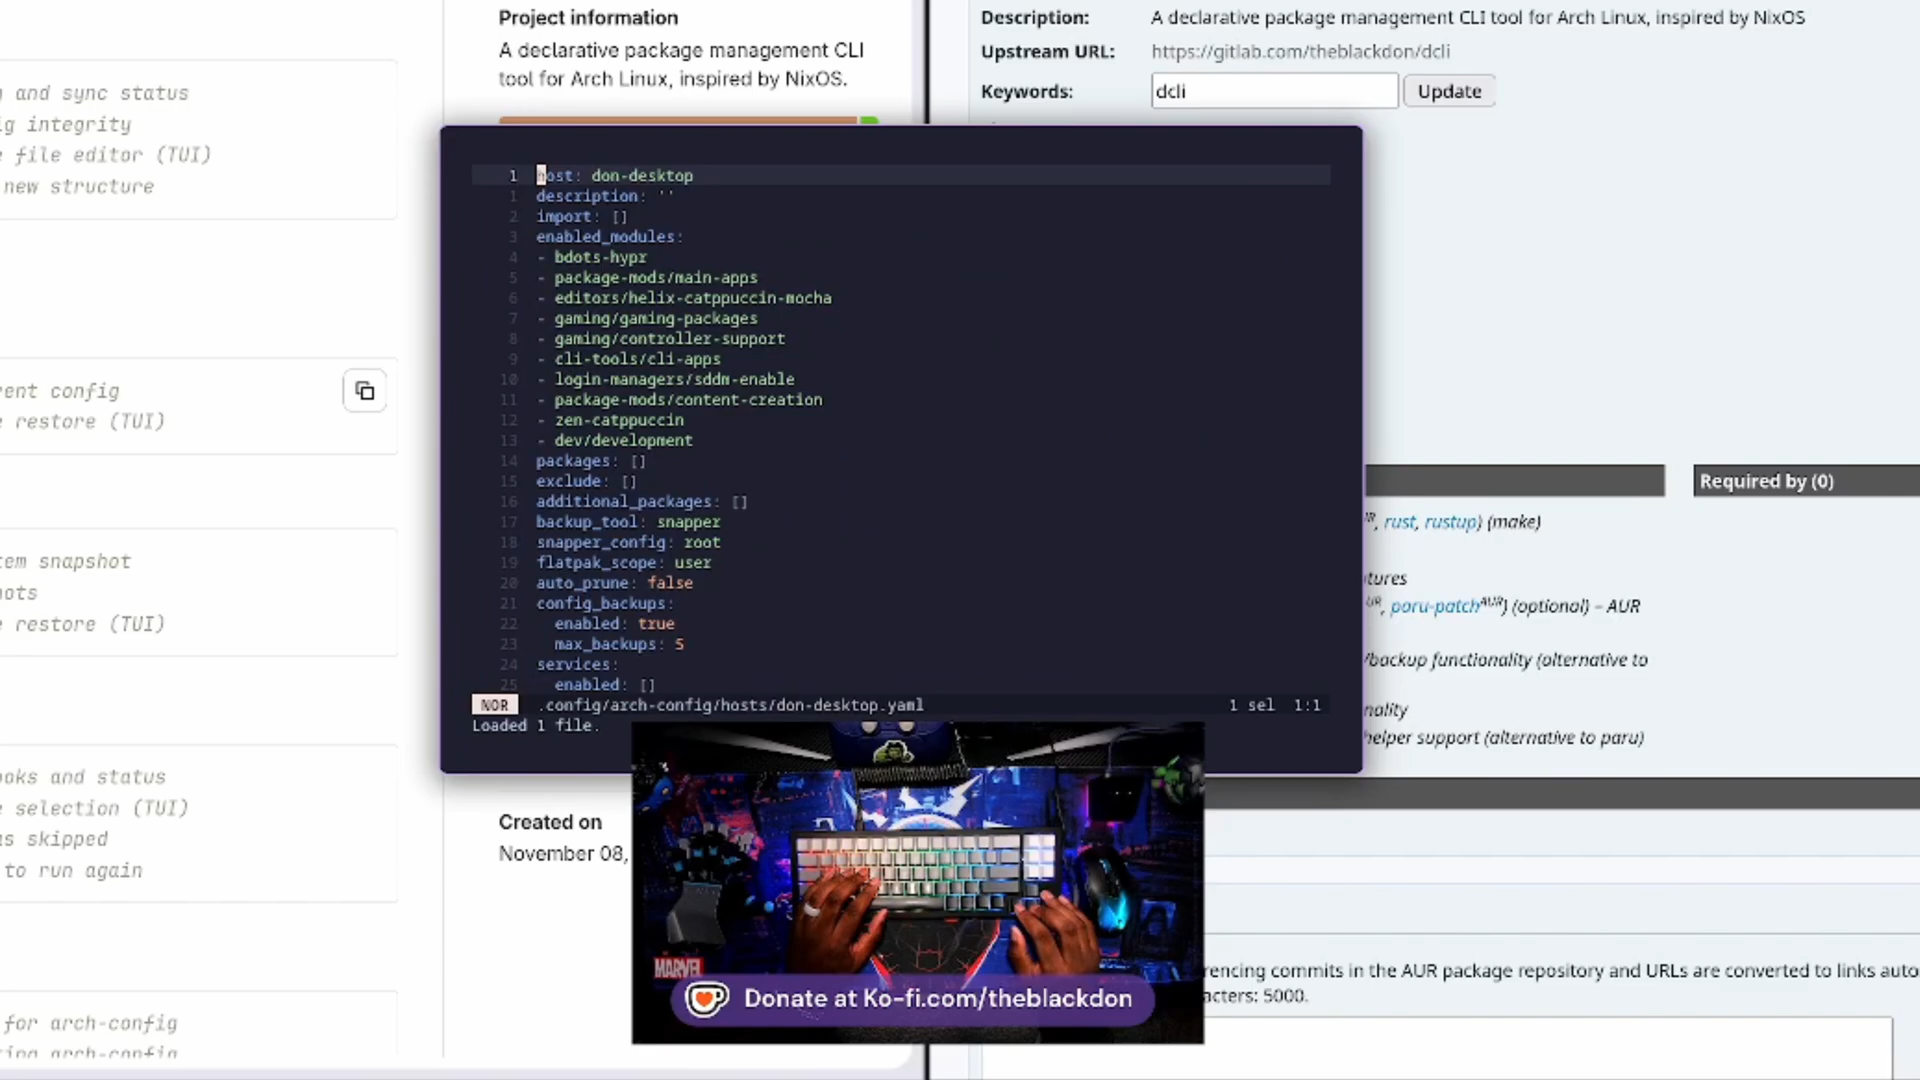 Project information
A declarative package management CLI
tool for Arch Linux, inspired by NixOS.
and sync status
integrity
file editor (TUI)
new structure
config
restore (TUI)
snapshot
restore (TUI)
and status
selection (TUI)
skipped
to run again
for arch-config
arch-config
Created on
November 08,
Description: A declarative package management CLI tool for Arch Linux, inspired by NixOS
Upstream URL: https://gitlab.com/theblackdon/dcli
Keywords: dcli Update
1 host: don-desktop
1 description: ''
2 import: []
3 enabled_modules:
4 - bdots-hypr
5 - package-mods/main-apps
6 - editors/helix-catppuccin-mocha
7 - gaming/gaming-packages
8 - gaming/controller-support
9 - cli-tools/cli-apps
10 - login-managers/sddm-enable
11 - package-mods/content-creation
12 - zen-catppuccin
13 - dev/development
14 packages: []
15 exclude: []
16 additional_packages: []
17 backup_tool: snapper
18 snapper_config: root
19 flatpak_scope: user
20 auto_prune: false
21 config_backups:
22 enabled: true
23 max_backups: 5
24 services:
25 enabled: []
NOR .config/arch-config/hosts/don-desktop.yaml 1 sel 1:1
Loaded 1 file.
Required by (0)
, rust, rustup) (make)
, paru-patchAUR) (optional) – AUR
/backup functionality (alternative to
helper support (alternative to paru)
MARVEL
Donate at Ko-fi.com/theblackdon
commits in the AUR package repository and URLs are converted to links
: 5000.